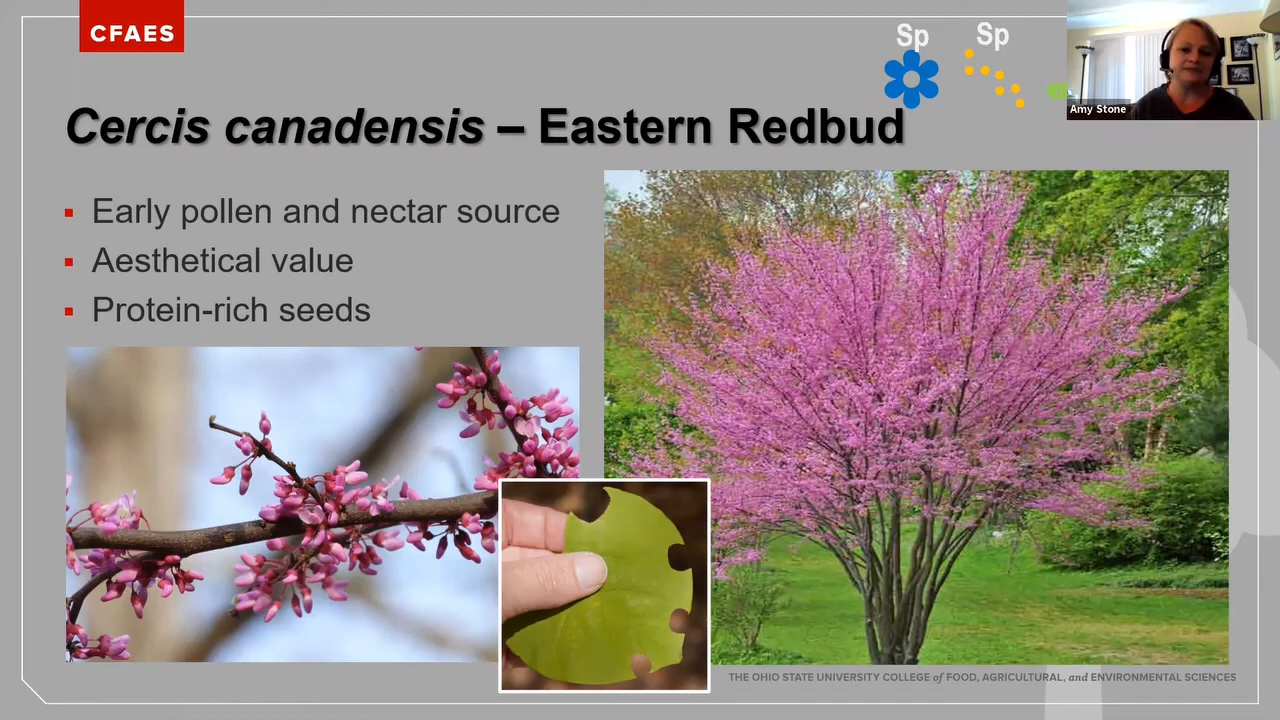 CFAES
Sp Sp
Amy Stone
Cercis canadensis – Eastern Redbud
Early pollen and nectar source
Aesthetical value
Protein-rich seeds
THE OHIO STATE UNIVERSITY COLLEGE of FOOD, AGRICULTURAL, and ENVIRONMENTAL SCIENCES